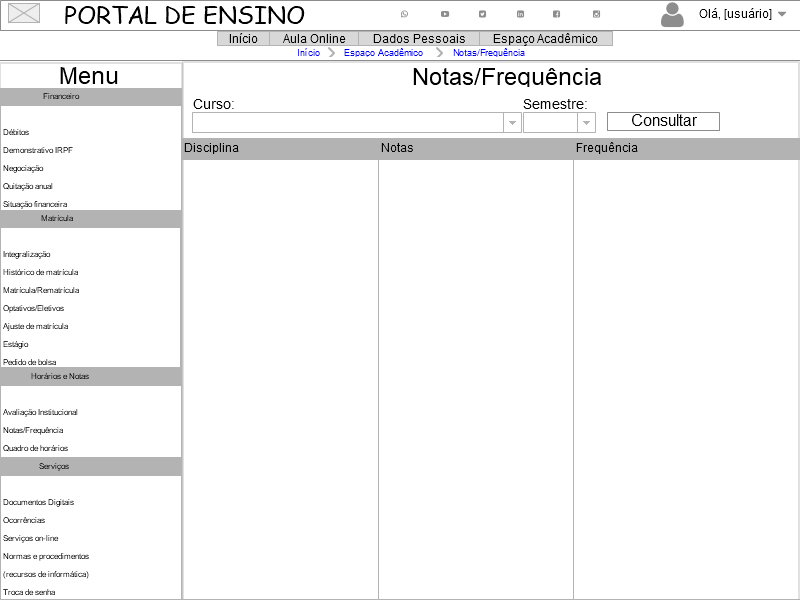 PORTAL DE ENSINO
Olá, [usuário]
Início Aula Online Dados Pessoais Espaço Acadêmico
Início Espaço Acadêmico Notas/Frequência
Menu
Financeiro
Débitos
Demonstrativo IRPF
Negociação
Quitação anual
Situação financeira
Matrícula
Integralização
Histórico de matrícula
Matrícula/Rematrícula
Optativos/Eletivos
Ajuste de matrícula
Estágio
Pedido de bolsa
Horários e Notas
Avaliação Institucional
Notas/Frequência
Quadro de horários
Serviços
Documentos Digitais
Ocorrências
Serviços on-line
Normas e procedimentos
(recursos de informática)
Troca de senha
Notas/Frequência
Curso: Semestre:
Consultar
Disciplina Notas Frequência